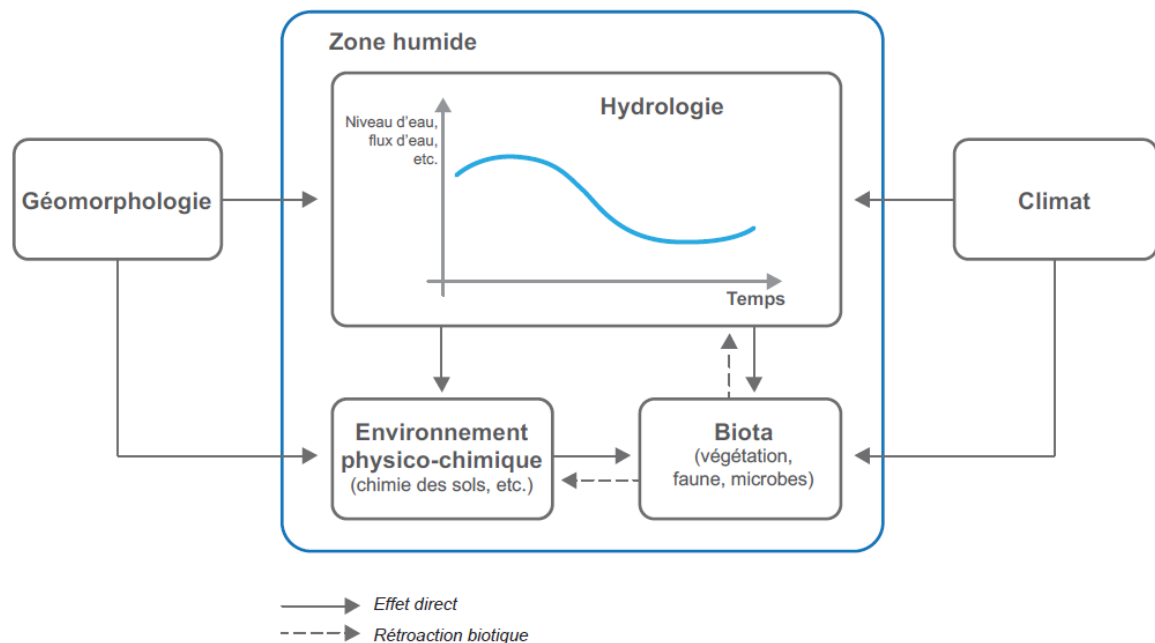 Zone humide
Hydrologie
Niveau d'eau,
flux d'eau,
etc.
Temps
Géomorphologie
Climat
Environnement
physico-chimique
(chimie des sols, etc.)
Biota
(végétation,
faune, microbes)
Effet direct
Rétroaction biotique